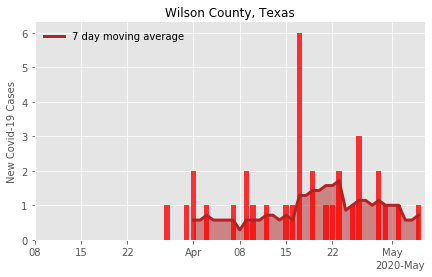 Wilson County, Texas
7 day moving average
New Covid-19 Cases
6
5
4
3
2
1
0
08 15 22 Apr 08 15 22 May
2020-May